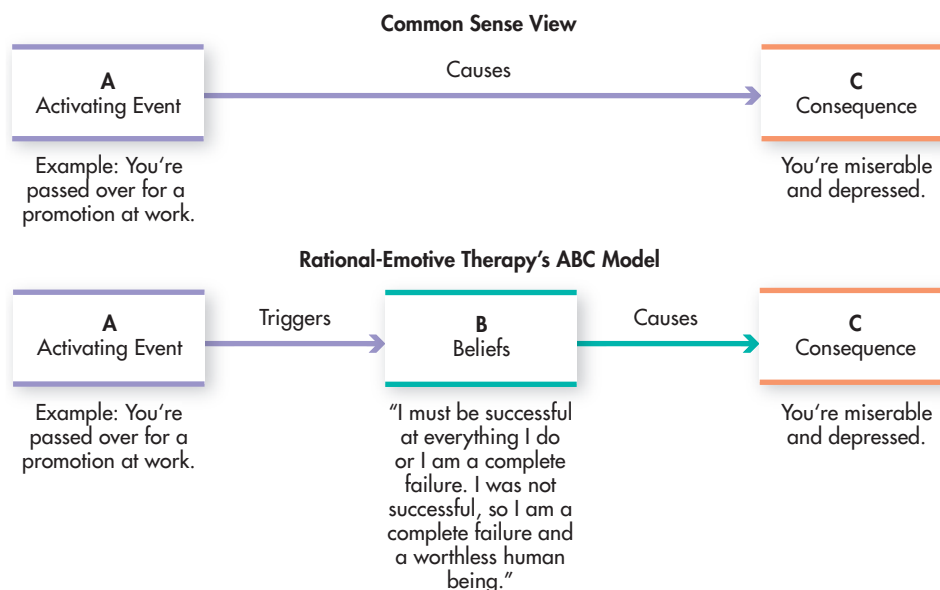 Common Sense View
A
Activating Event
Causes
C
Consequence
Example: You're
passed over for a
promotion at work.
You're miserable
and depressed.
Rational-Emotive Therapy's ABC Model
A
Activating Event
Triggers
B
Beliefs
Causes
C
Consequence
Example: You're
passed over for a
promotion at work.
"I must be successful
at everything I do
or I am a complete
failure. I was not
successful, so I am a
complete failure and
a worthless human
being."
You're miserable
and depressed.